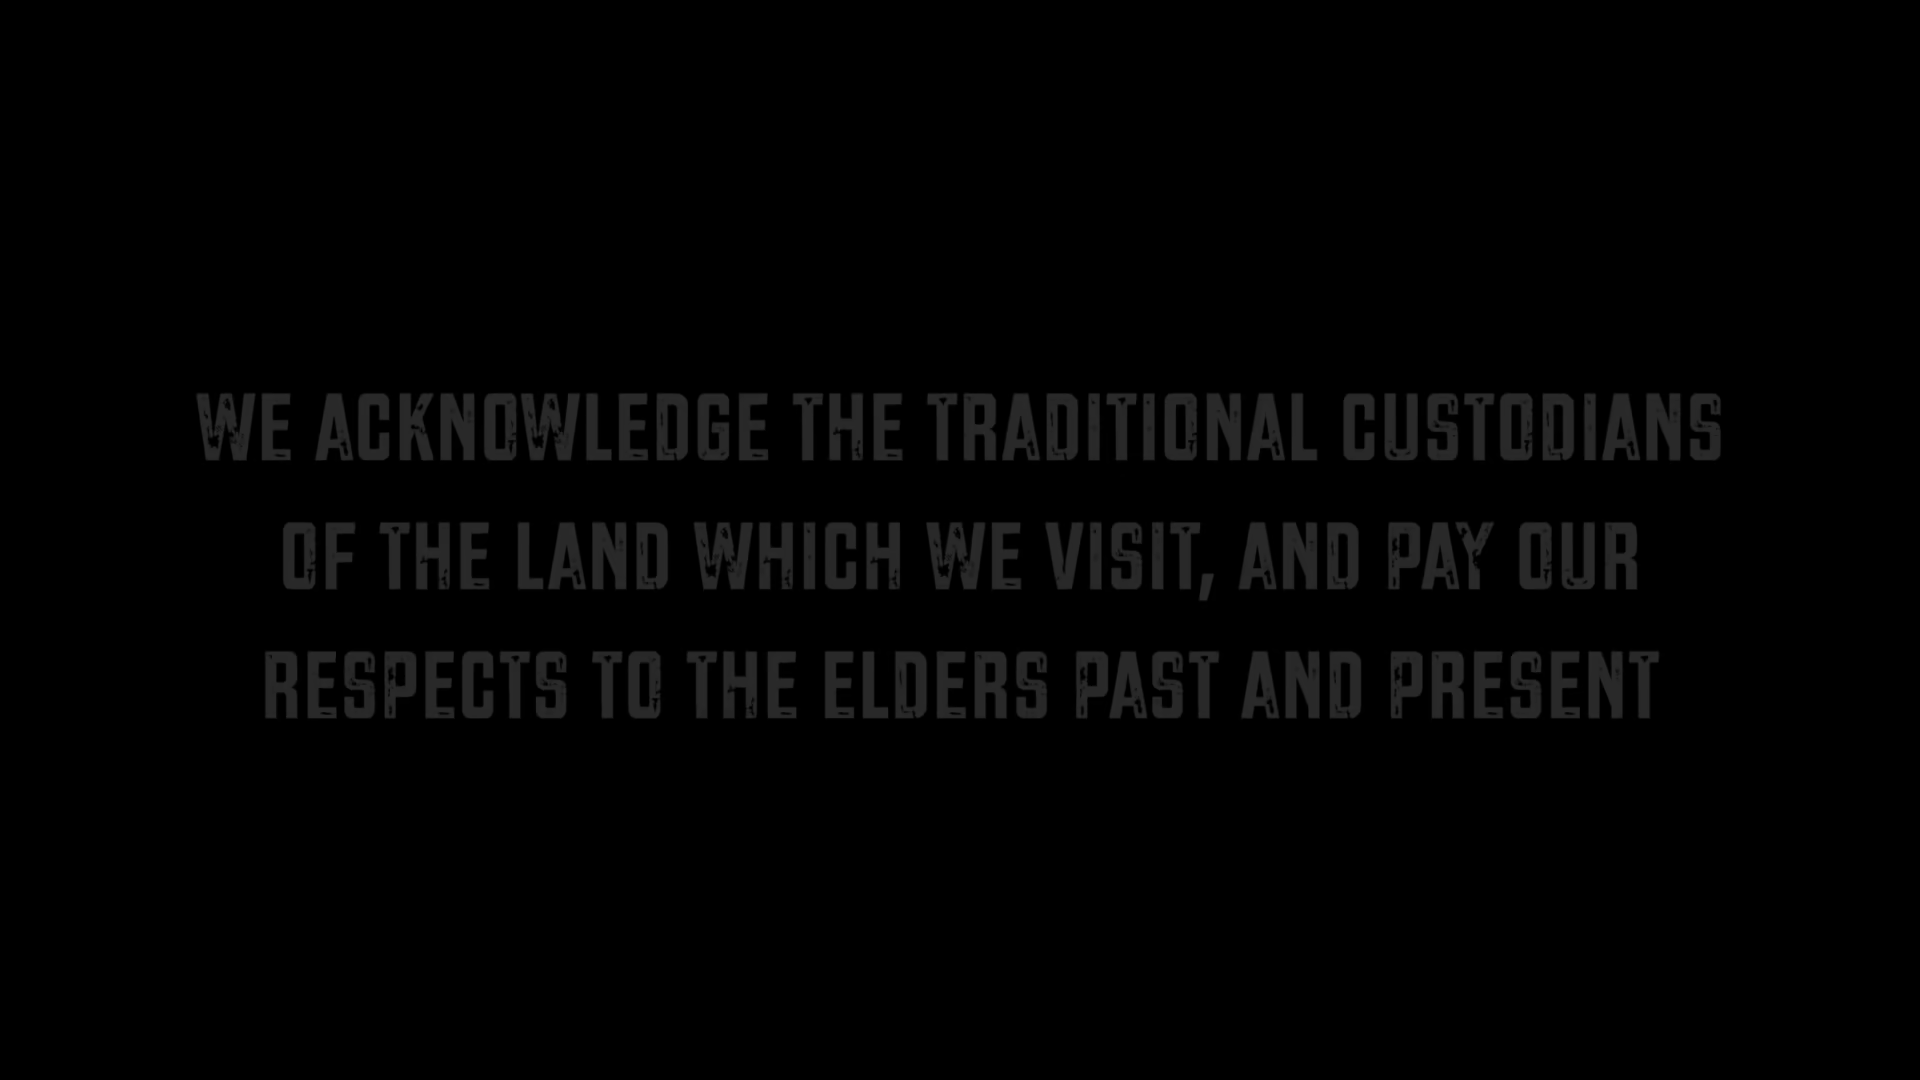 WE ACKNOWLEDGE THE TRADITIONAL CUSTODIANS
OF THE LAND WHICH WE VISIT, AND PAY OUR
RESPECTS TO THE ELDERS PAST AND PRESENT